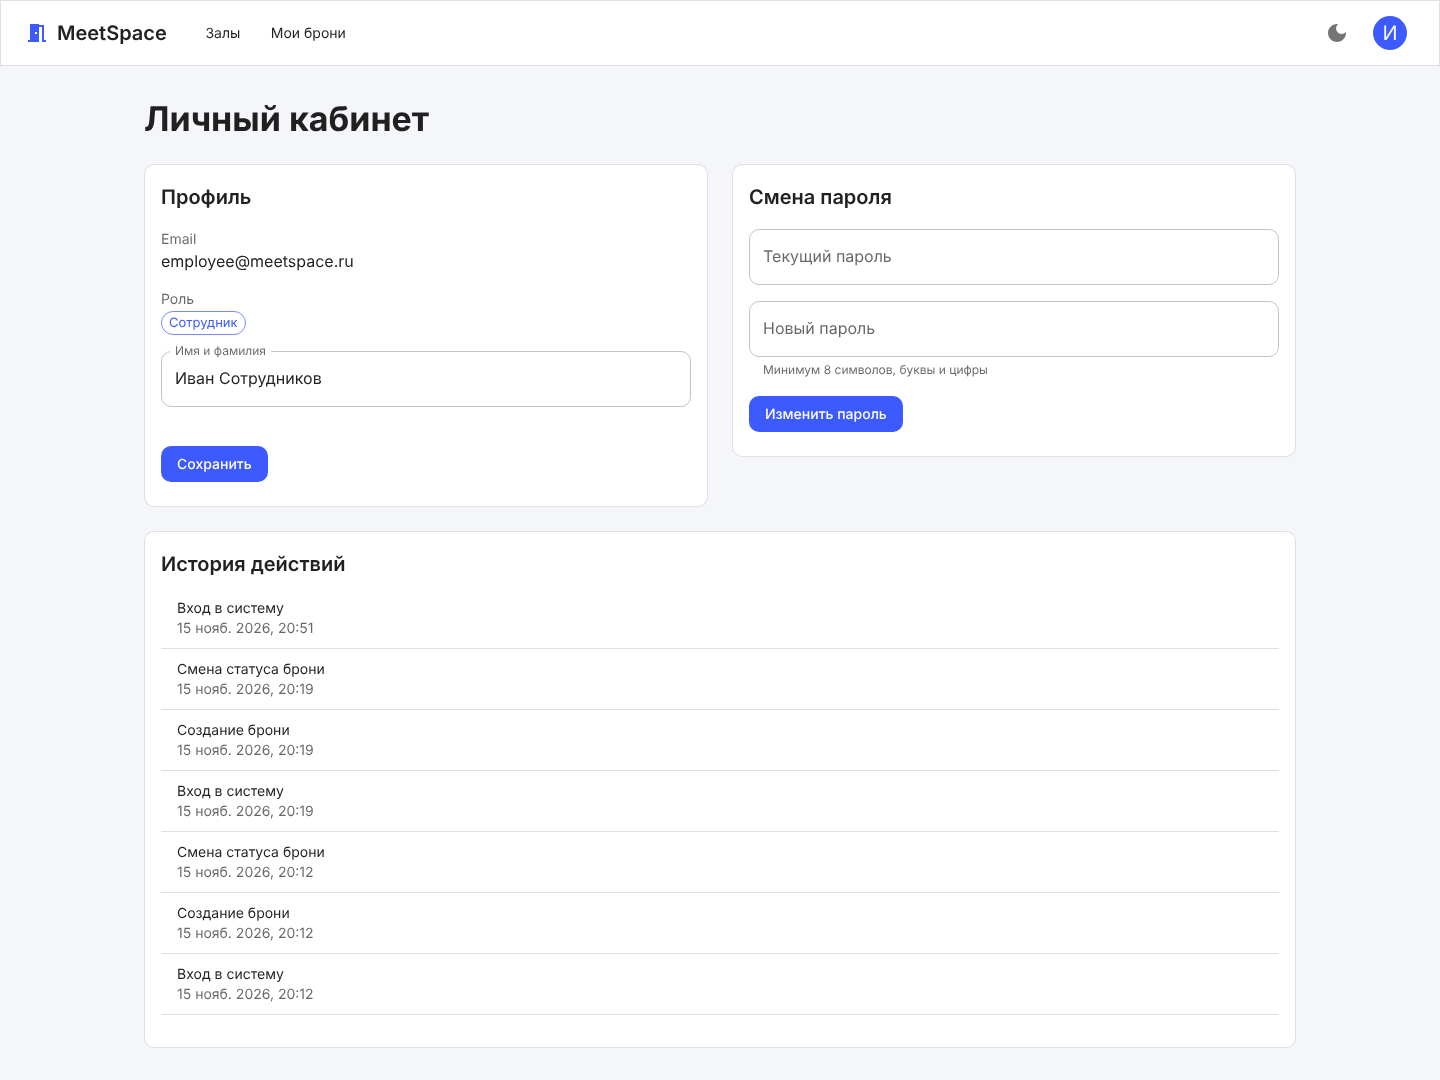 MeetSpace
Залы
Мои брони
И
Личный кабинет
Профиль
Email
employee@meetspace.ru
Роль
Сотрудник
Имя и фамилия
Иван Сотрудников
Сохранить
Смена пароля
Текущий пароль
Новый пароль
Минимум 8 символов, буквы и цифры
Изменить пароль
История действий
Вход в систему
15 нояб. 2026, 20:51
Смена статуса брони
15 нояб. 2026, 20:19
Создание брони
15 нояб. 2026, 20:19
Вход в систему
15 нояб. 2026, 20:19
Смена статуса брони
15 нояб. 2026, 20:12
Создание брони
15 нояб. 2026, 20:12
Вход в систему
15 нояб. 2026, 20:12